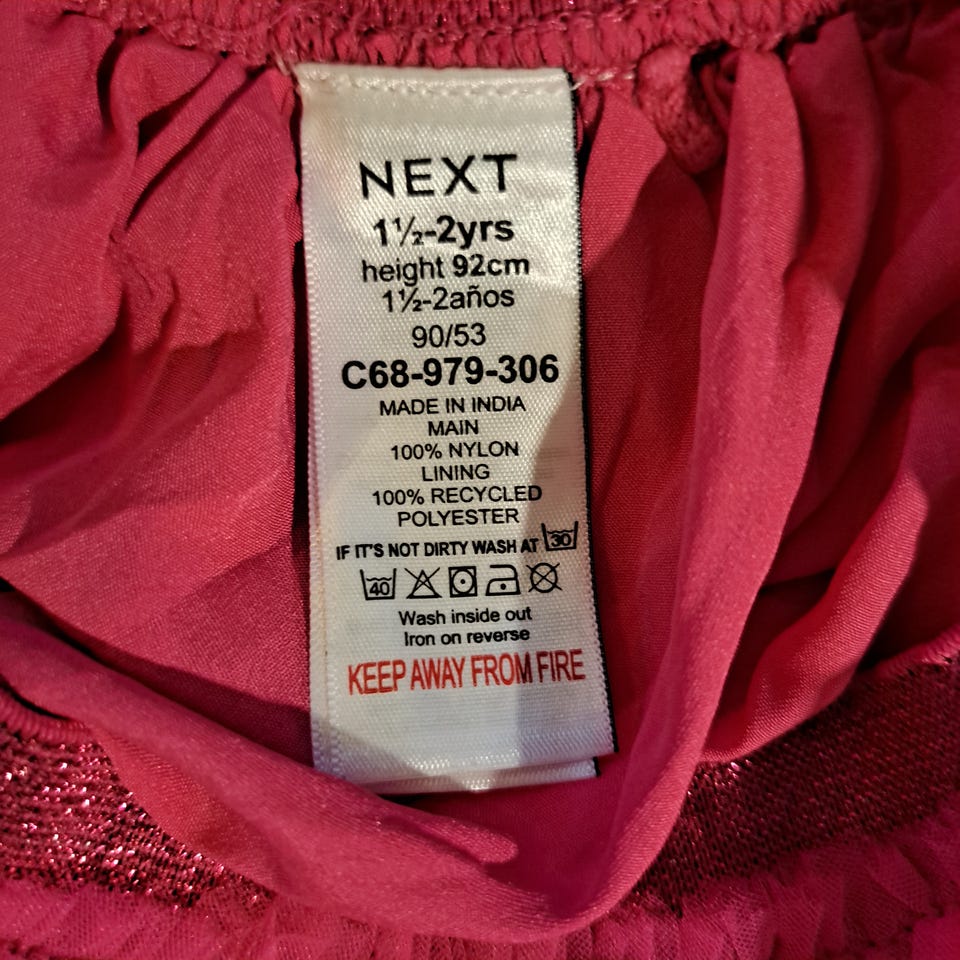 NEXT
1½-2yrs
height 92cm
1½-2años
90/53
C68-979-306
MADE IN INDIA
MAIN
100% NYLON
LINING
100% RECYCLED
POLYESTER
IF IT'S NOT DIRTY WASH AT 30
40
Wash inside out
Iron on reverse
KEEP AWAY FROM FIRE